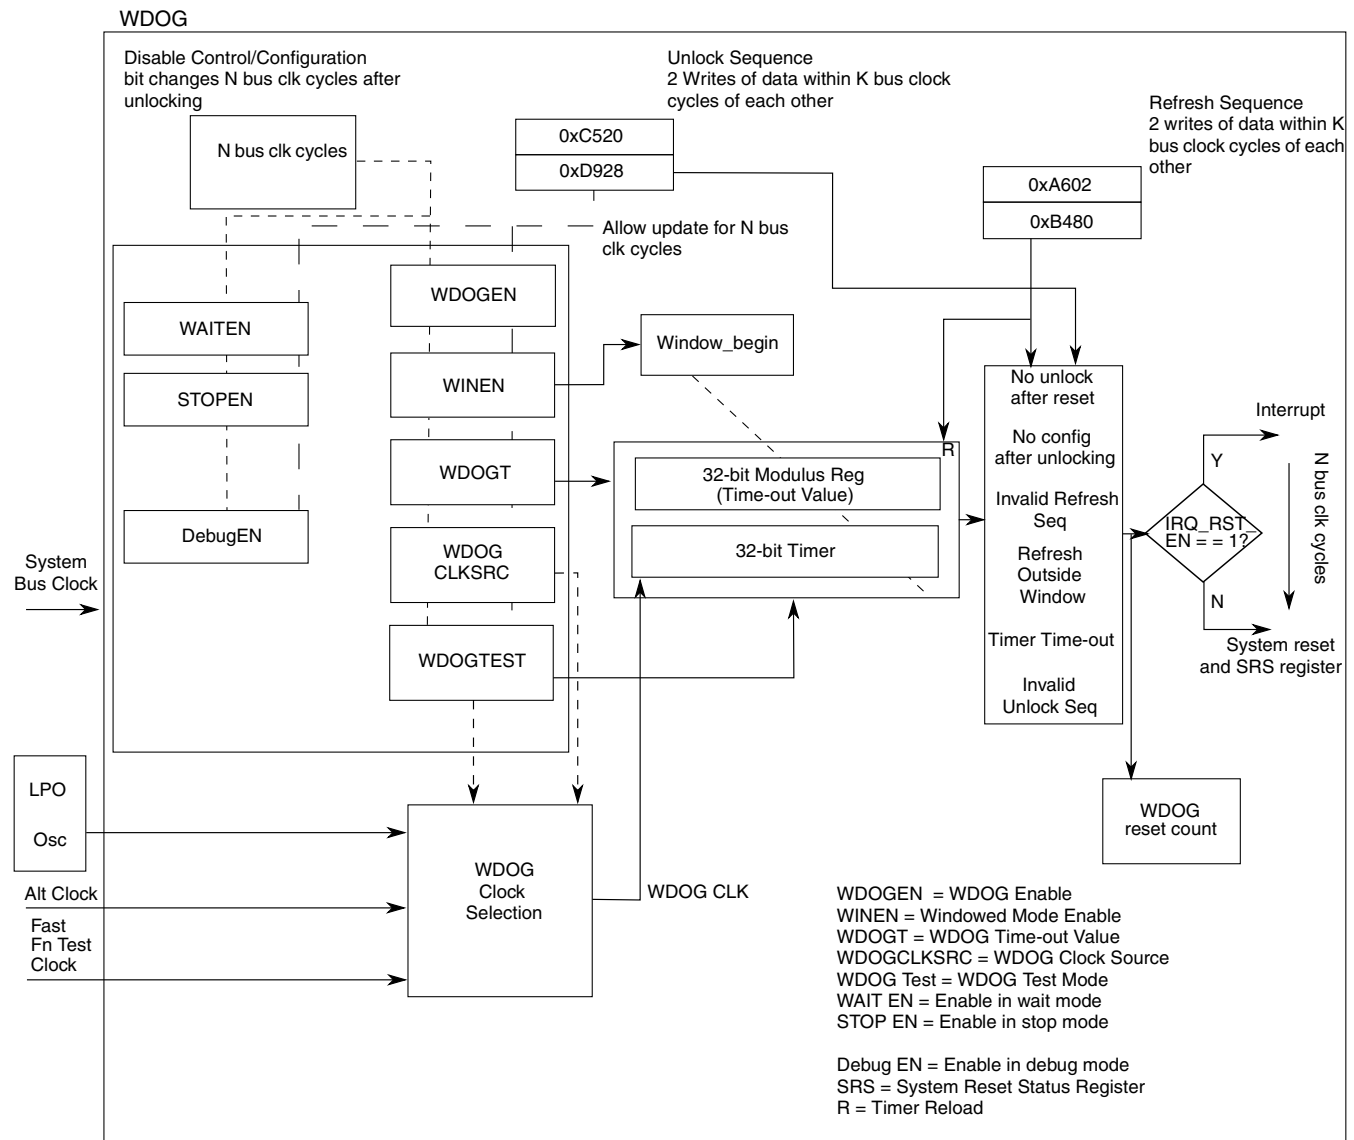 WDOG
Disable Control/Configuration
bit changes N bus clk cycles after
unlocking
Unlock Sequence
2 Writes of data within K bus clock
cycles of each other
Refresh Sequence
2 writes of data within K
bus clock cycles of each
other
N bus clk cycles
0xC520
0xD928
0xA602
0xB480
Allow update for N bus
clk cycles
WDOGEN
WAITEN
Window_begin
WINEN
STOPEN
No unlock
after reset
No config
after unlocking
Invalid Refresh
Seq
Refresh
Outside
Window
Timer Time-out
Invalid
Unlock Seq
Interrupt
Y
IRQ_RST_
EN = = 1?
N
N bus clk cycles
System reset
and SRS register
WDOGT
R
32-bit Modulus Reg
(Time-out Value)
32-bit Timer
DebugEN
WDOG
CLKSRC
System
Bus Clock
WDOGTEST
LPO
Osc
Alt Clock
Fast
Fn Test
Clock
WDOG
Clock
Selection
WDOG CLK
WDOG
reset count
WDOGEN = WDOG Enable
WINEN = Windowed Mode Enable
WDOGT = WDOG Time-out Value
WDOGCLKSRC = WDOG Clock Source
WDOG Test = WDOG Test Mode
WAIT EN = Enable in wait mode
STOP EN = Enable in stop mode
Debug EN = Enable in debug mode
SRS = System Reset Status Register
R = Timer Reload